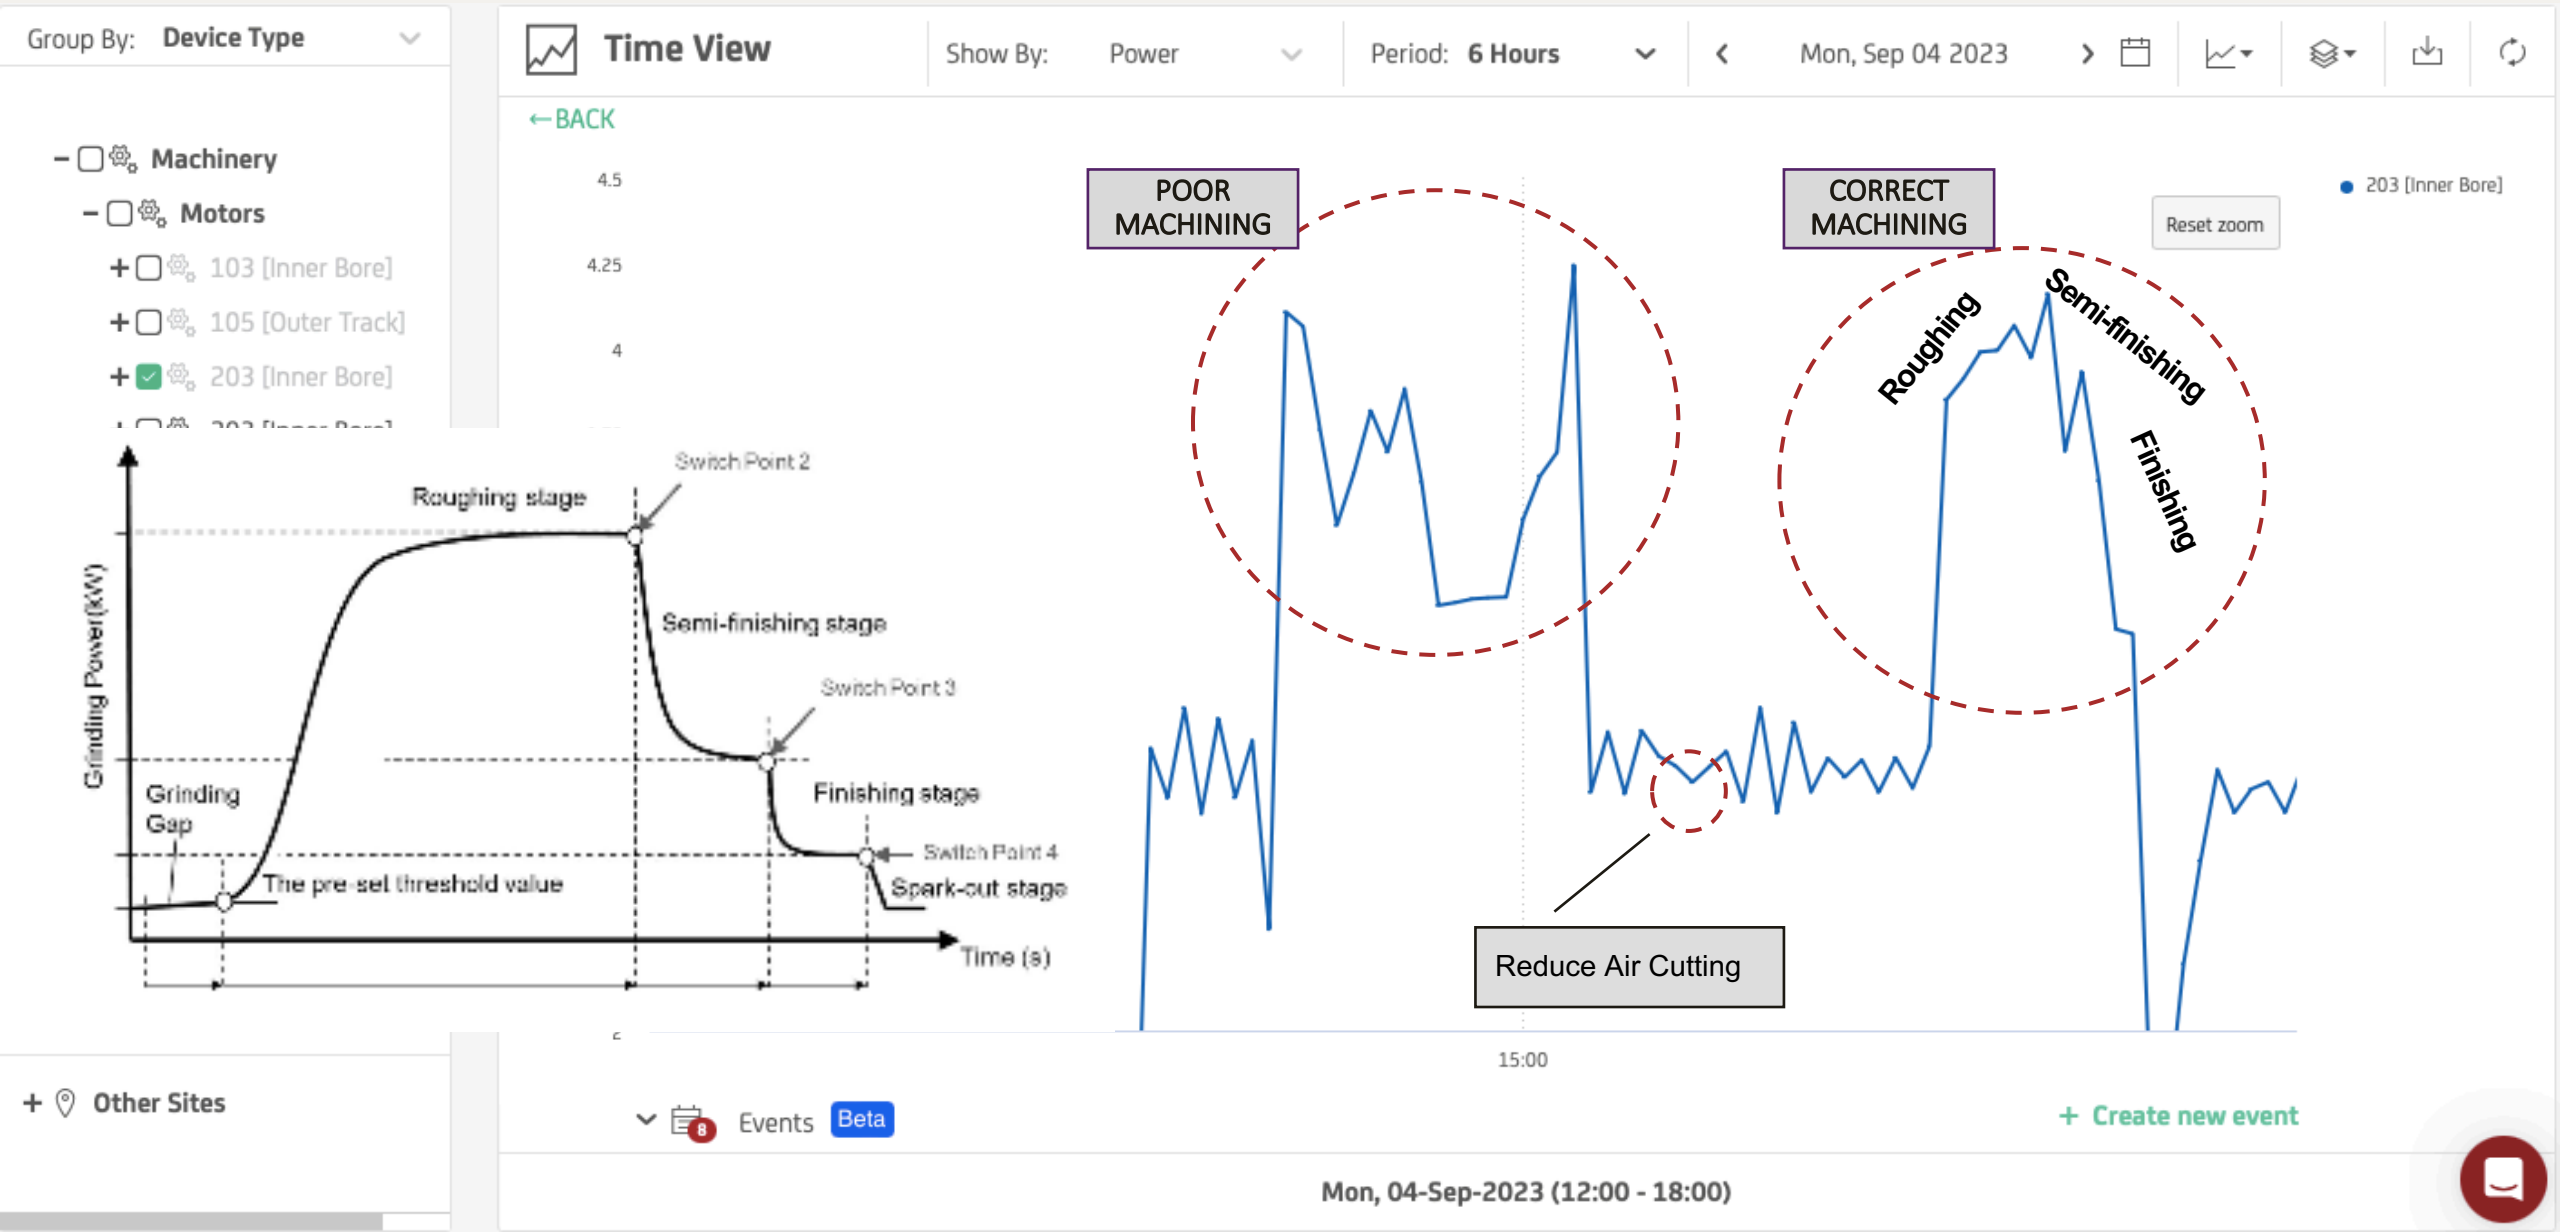 Group By: Device Type
Time View
Show By: Power
Period: 6 Hours
Mon, Sep 04 2023
←BACK
Machinery
Motors
103 [Inner Bore]
105 [Outer Track]
203 [Inner Bore]
4.5
4.25
4
POOR
MACHINING
CORRECT
MACHINING
203 [Inner Bore]
Reset zoom
Roughing
Semi-finishing
Finishing
Switch Point 2
Roughing stage
Semi-finishing stage
Switch Point 3
Grinding Power(kW)
Grinding
Gap
Finishing stage
Switch Point 4
The pre-set threshold value
Spark-out stage
Time (s)
Reduce Air Cutting
2
15:00
+ Other Sites
8
Events Beta
+ Create new event
Mon, 04-Sep-2023 (12:00 - 18:00)